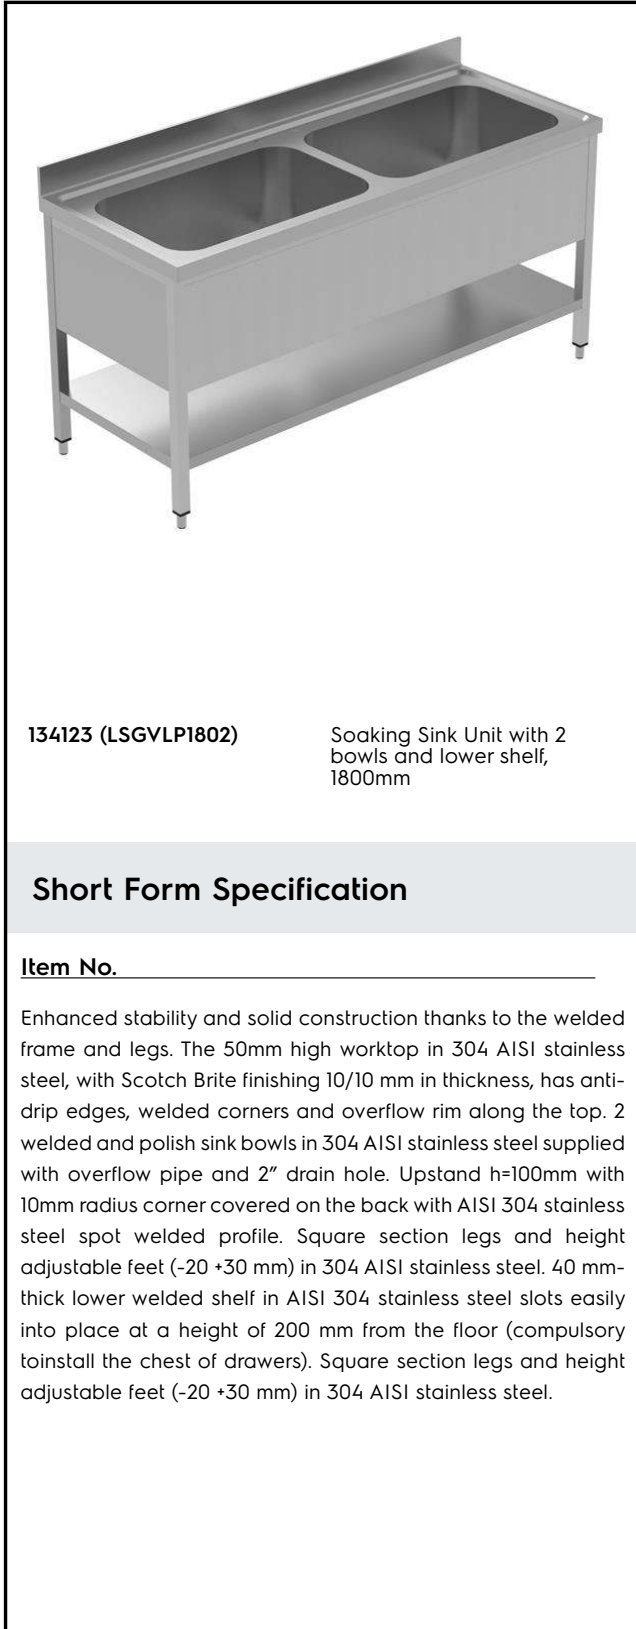 134123 (LSGVLP1802)
Soaking Sink Unit with 2
bowls and lower shelf,
1800mm
Short Form Specification
Item No.
Enhanced stability and solid construction thanks to the welded
frame and legs. The 50mm high worktop in 304 AISI stainless
steel, with Scotch Brite finishing 10/10 mm in thickness, has anti-
drip edges, welded corners and overflow rim along the top. 2
welded and polish sink bowls in 304 AISI stainless steel supplied
with overflow pipe and 2” drain hole. Upstand h=100mm with
10mm radius corner covered on the back with AISI 304 stainless
steel spot welded profile. Square section legs and height
adjustable feet (-20 +30 mm) in 304 AISI stainless steel. 40 mm-
thick lower welded shelf in AISI 304 stainless steel slots easily
into place at a height of 200 mm from the floor (compulsory
toinstall the chest of drawers). Square section legs and height
adjustable feet (-20 +30 mm) in 304 AISI stainless steel.